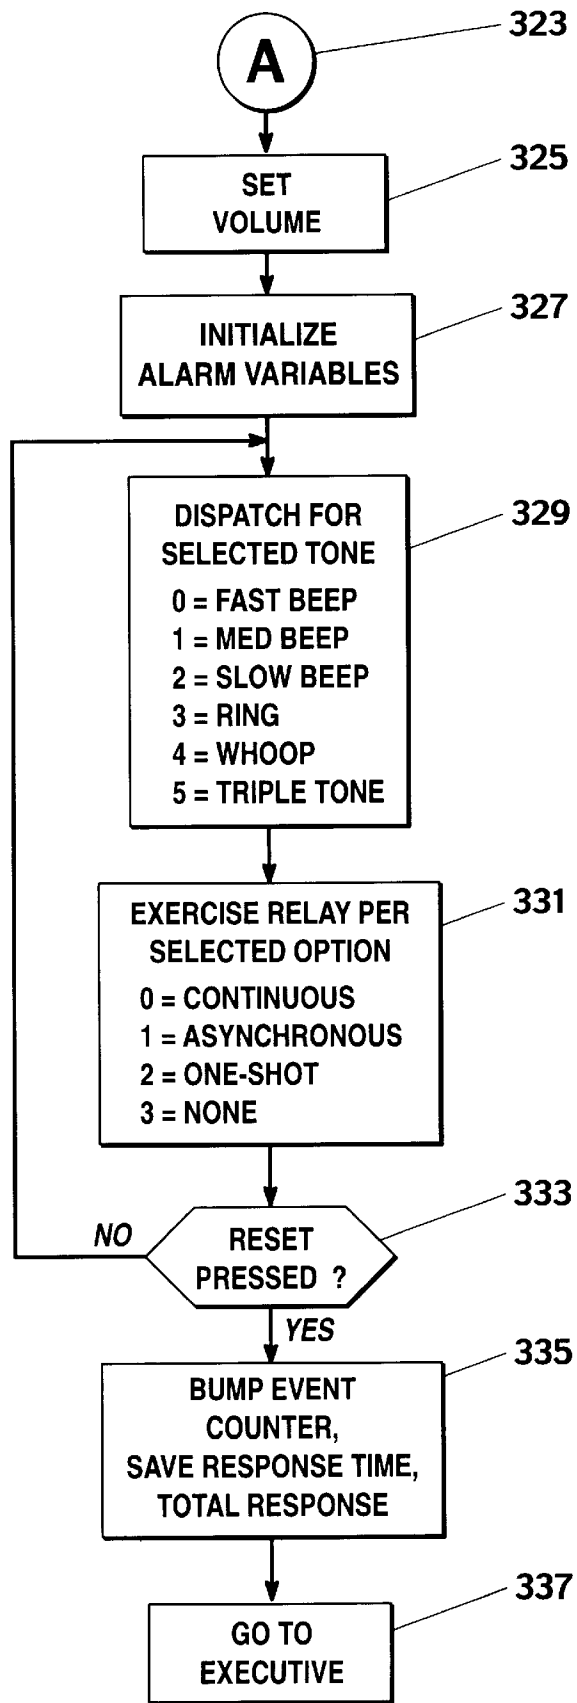 323
A
325
SET
VOLUME
327
INITIALIZE
ALARM VARIABLES
329
DISPATCH FOR
SELECTED TONE
0 = FAST BEEP
1 = MED BEEP
2 = SLOW BEEP
3 = RING
4 = WHOOP
5 = TRIPLE TONE
331
EXERCISE RELAY PER
SELECTED OPTION
0 = CONTINUOUS
1 = ASYNCHRONOUS
2 = ONE-SHOT
3 = NONE
333
NO
RESET
PRESSED ?
YES
335
BUMP EVENT
COUNTER,
SAVE RESPONSE TIME,
TOTAL RESPONSE
337
GO TO
EXECUTIVE